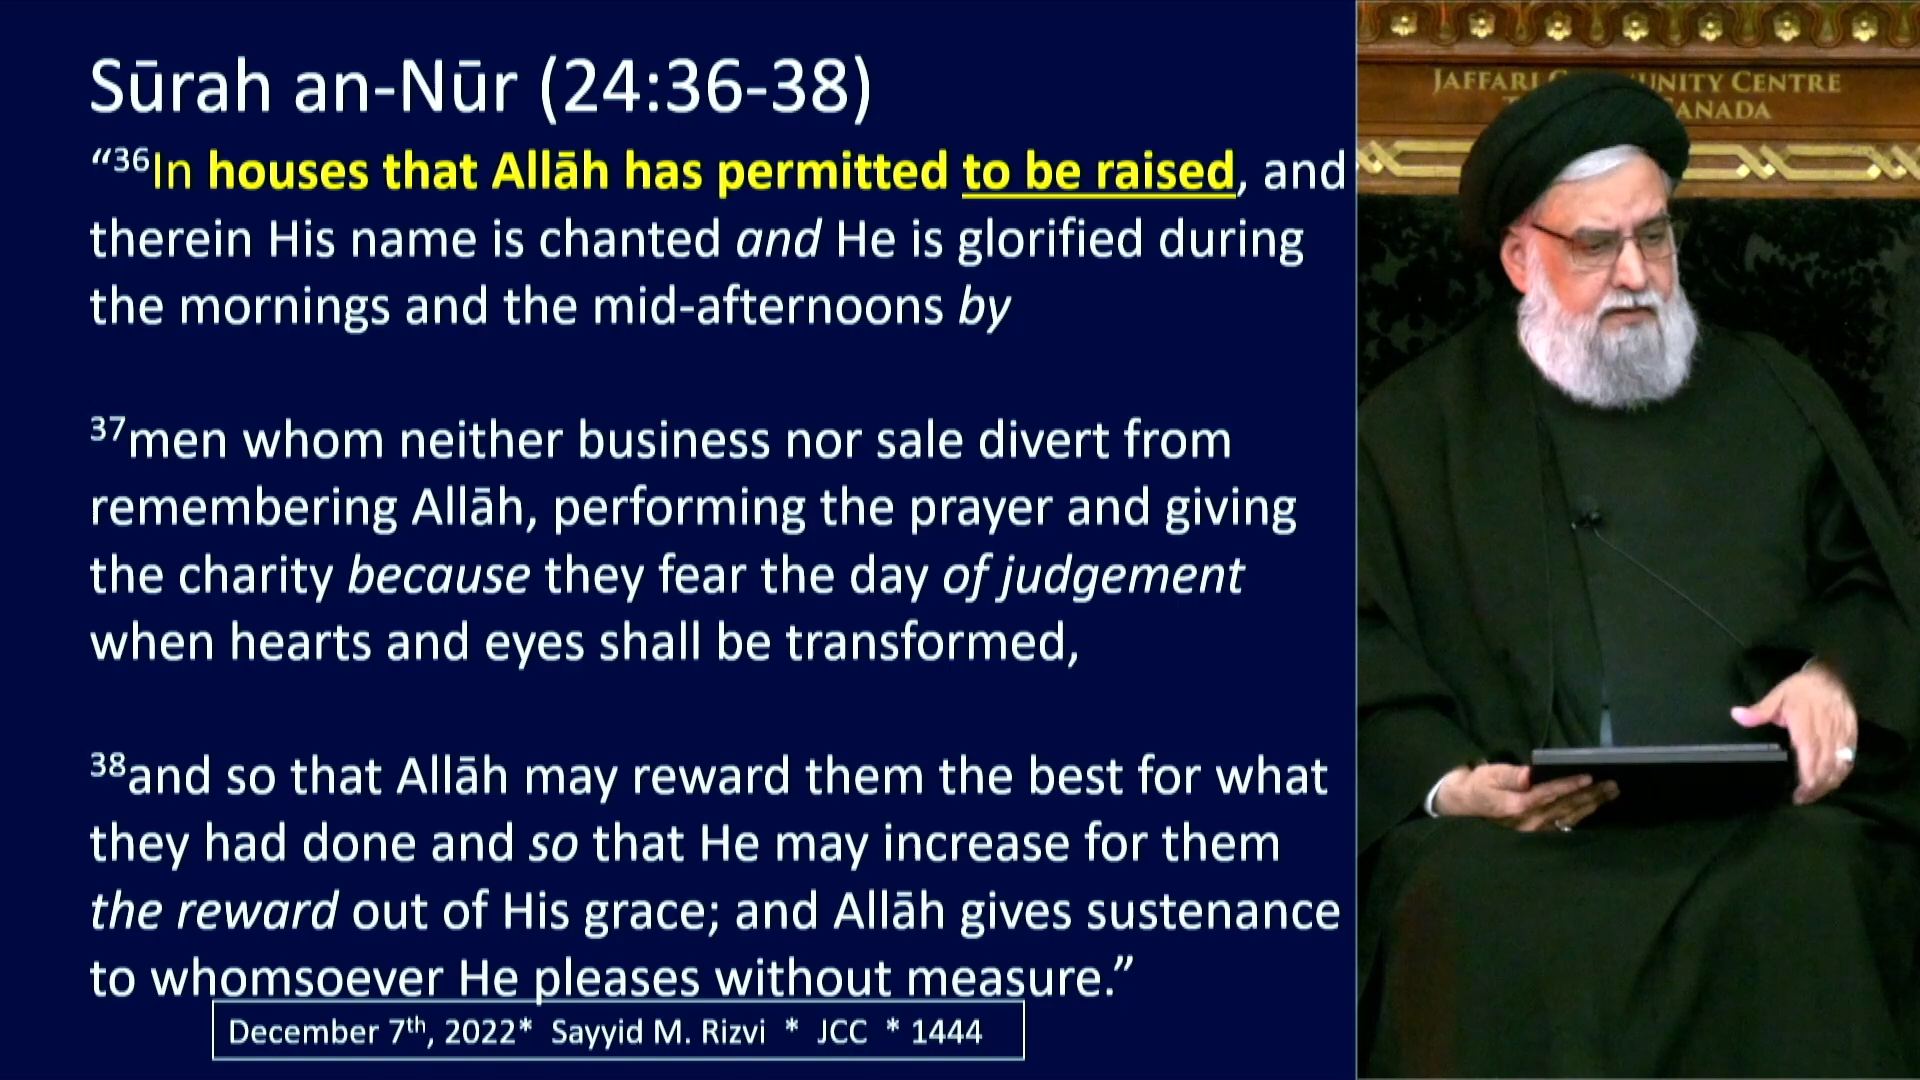 Sūrah an-Nūr (24:36-38)
“³⁶In houses that Allāh has permitted to be raised, and
therein His name is chanted and He is glorified during
the mornings and the mid-afternoons by
³⁷men whom neither business nor sale divert from
remembering Allāh, performing the prayer and giving
the charity because they fear the day of judgement
when hearts and eyes shall be transformed,
³⁸and so that Allāh may reward them the best for what
they had done and so that He may increase for them
the reward out of His grace; and Allāh gives sustenance
to whomsoever He pleases without measure.”
December 7th, 2022* Sayyid M. Rizvi * JCC * 1444
JAFFARI CENTRE
CANADA